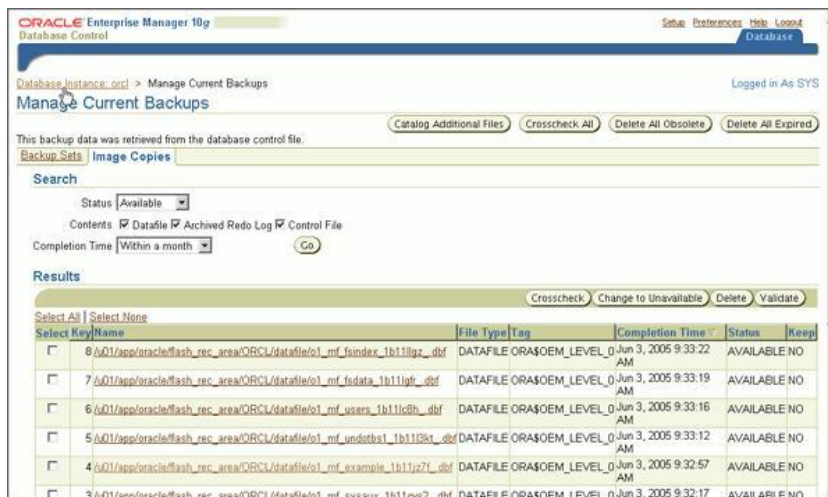 ORACLE Enterprise Manager 10g
Database Control
Setup Preferences Help Logout
Database
Database Instance: orcl > Manage Current Backups
Logged in As SYS
Manage Current Backups
Catalog Additional Files Crosscheck All Delete All Obsolete Delete All Expired
This backup data was retrieved from the database control file.
Backup Sets Image Copies
Search
Status Available
Contents Datafile Archived Redo Log Control File
Completion Time Within a month Go
Results
Crosscheck Change to Unavailable Delete Validate
Select All | Select None
Select Key Name File Type Tag Completion Time Status Keep
8 /u01/app/oracle/flash_rec_area/ORCL/datafile/o1_mf_fsindex_1b11llgz_.dbf DATAFILE ORA$OEM_LEVEL_0 Jun 3, 2005 9:33:22 AM AVAILABLE NO
7 /u01/app/oracle/flash_rec_area/ORCL/datafile/o1_mf_fsdata_1b11lgfr_.dbf DATAFILE ORA$OEM_LEVEL_0 Jun 3, 2005 9:33:19 AM AVAILABLE NO
6 /u01/app/oracle/flash_rec_area/ORCL/datafile/o1_mf_users_1b11lc8h_.dbf DATAFILE ORA$OEM_LEVEL_0 Jun 3, 2005 9:33:16 AM AVAILABLE NO
5 /u01/app/oracle/flash_rec_area/ORCL/datafile/o1_mf_undotbs1_1b11l3kt_.dbf DATAFILE ORA$OEM_LEVEL_0 Jun 3, 2005 9:33:12 AM AVAILABLE NO
4 /u01/app/oracle/flash_rec_area/ORCL/datafile/o1_mf_example_1b11jz7f_.dbf DATAFILE ORA$OEM_LEVEL_0 Jun 3, 2005 9:32:57 AM AVAILABLE NO
3 /u01/app/oracle/flash_rec_area/ORCL/datafile/o1_mf_sysaux_1b11gys2_.dbf DATAFILE ORA$OEM_LEVEL_0 Jun 3, 2005 9:32:17 AVAILABLE NO